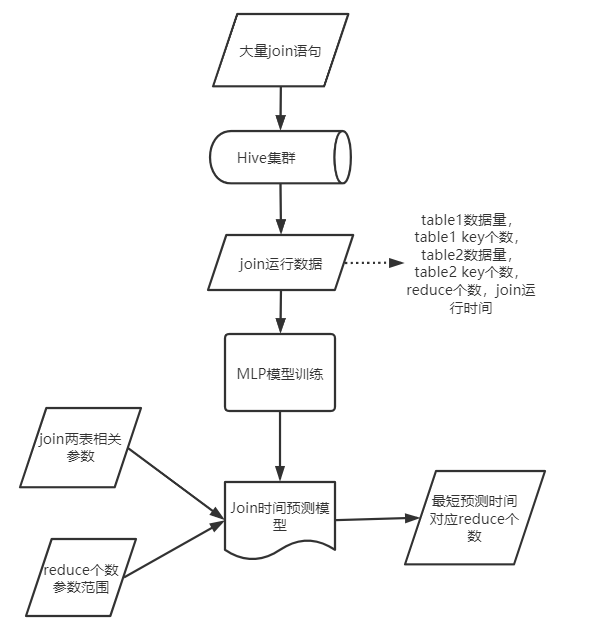 大量join语句
Hive集群
join运行数据
table1数据量，
table1 key个数，
table2数据量，
table2 key个数，
reduce个数，join运
行时间
MLP模型训练
join两表相关
参数
Join时间预测模
型
最短预测时间
对应reduce个
数
reduce个数
参数范围